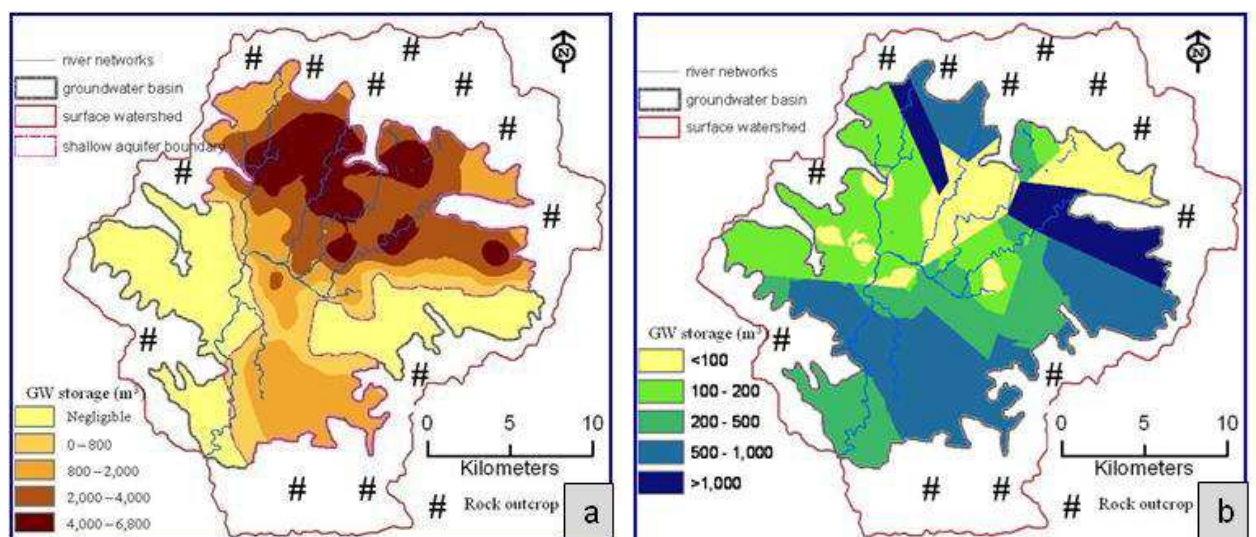 #
N
river networks
groundwater basin
surface watershed
shallow aquifer boundary
GW storage (m³)
Negligible
0 – 800
800 – 2,000
2,000 – 4,000
4,000 – 6,800
0 5 10
Kilometers
# Rock outcrop
a
N
river networks
groundwater basin
surface watershed
GW storage (m³)
<100
100 - 200
200 - 500
500 - 1,000
>1,000
0 5 10
Kilometers
# Rock outcrop
b